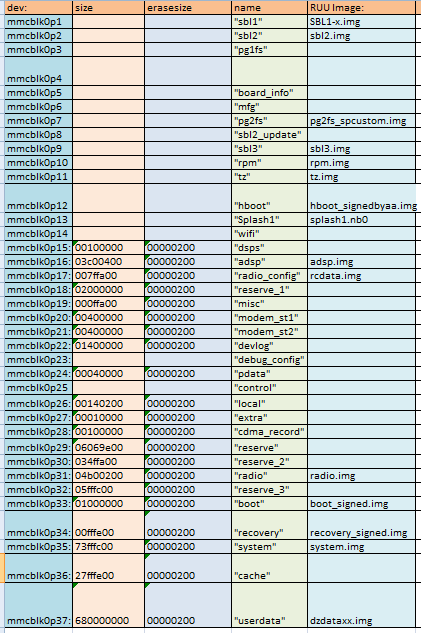 dev: size erasesize name RUU Image:
mmcblk0p1 "sbl1" SBL1-x.img
mmcblk0p2 "sbl2" sbl2.img
mmcblk0p3 "pg1fs"
mmcblk0p4
mmcblk0p5 "board_info"
mmcblk0p6 "mfg"
mmcblk0p7 "pg2fs" pg2fs_spcustom.img
mmcblk0p8 "sbl2_update"
mmcblk0p9 "sbl3" sbl3.img
mmcblk0p10 "rpm" rpm.img
mmcblk0p11 "tz" tz.img
mmcblk0p12 "hboot" hboot_signedbyaa.img
mmcblk0p13 "Splash1" splash1.nb0
mmcblk0p14 "wifi"
mmcblk0p15: 00100000 00000200 "dsps"
mmcblk0p16: 03c00400 00000200 "adsp" adsp.img
mmcblk0p17: 007ffa00 00000200 "radio_config" rcdata.img
mmcblk0p18: 02000000 00000200 "reserve_1"
mmcblk0p19: 000ffa00 00000200 "misc"
mmcblk0p20: 00400000 00000200 "modem_st1"
mmcblk0p21: 00400000 00000200 "modem_st2"
mmcblk0p22: 01400000 00000200 "devlog"
mmcblk0p23: "debug_config"
mmcblk0p24: 00040000 00000200 "pdata"
mmcblk0p25 "control"
mmcblk0p26: 00140200 00000200 "local"
mmcblk0p27: 00010000 00000200 "extra"
mmcblk0p28: 00100000 00000200 "cdma_record"
mmcblk0p29: 06069e00 00000200 "reserve"
mmcblk0p30: 034ffa00 00000200 "reserve_2"
mmcblk0p31: 04b00200 00000200 "radio" radio.img
mmcblk0p32: 05fffc00 00000200 "reserve_3"
mmcblk0p33: 01000000 00000200 "boot" boot_signed.img
mmcblk0p34: 00fffe00 00000200 "recovery" recovery_signed.img
mmcblk0p35: 73fffc00 00000200 "system" system.img
mmcblk0p36: 27fffe00 00000200 "cache"
mmcblk0p37: 680000000 00000200 "userdata" dzdataxx.img